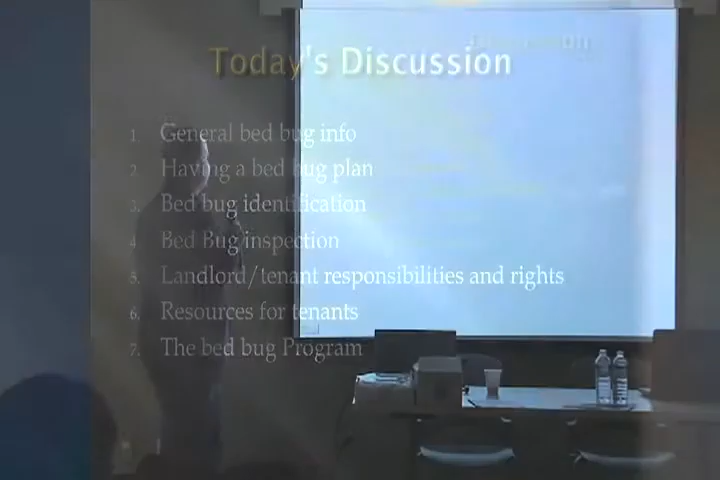 Today's Discussion
1. General bed bug info
2. Having a bed bug plan
3. Bed bug identification
4. Bed Bug inspection
5. Landlord/tenant responsibilities and rights
6. Resources for tenants
7. The bed bug Program